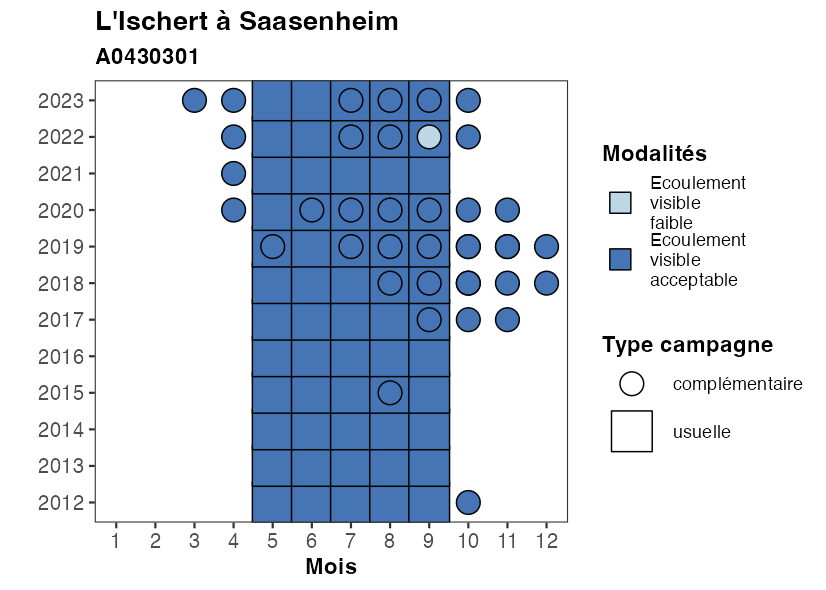 L'Ischert à Saasenheim
A0430301
2023
2022
2021
2020
2019
2018
2017
2016
2015
2014
2013
2012
1 2 3 4 5 6 7 8 9 10 11 12
Mois
Modalités
Ecoulement
visible
faible
Ecoulement
visible
acceptable
Type campagne
complémentaire
usuelle